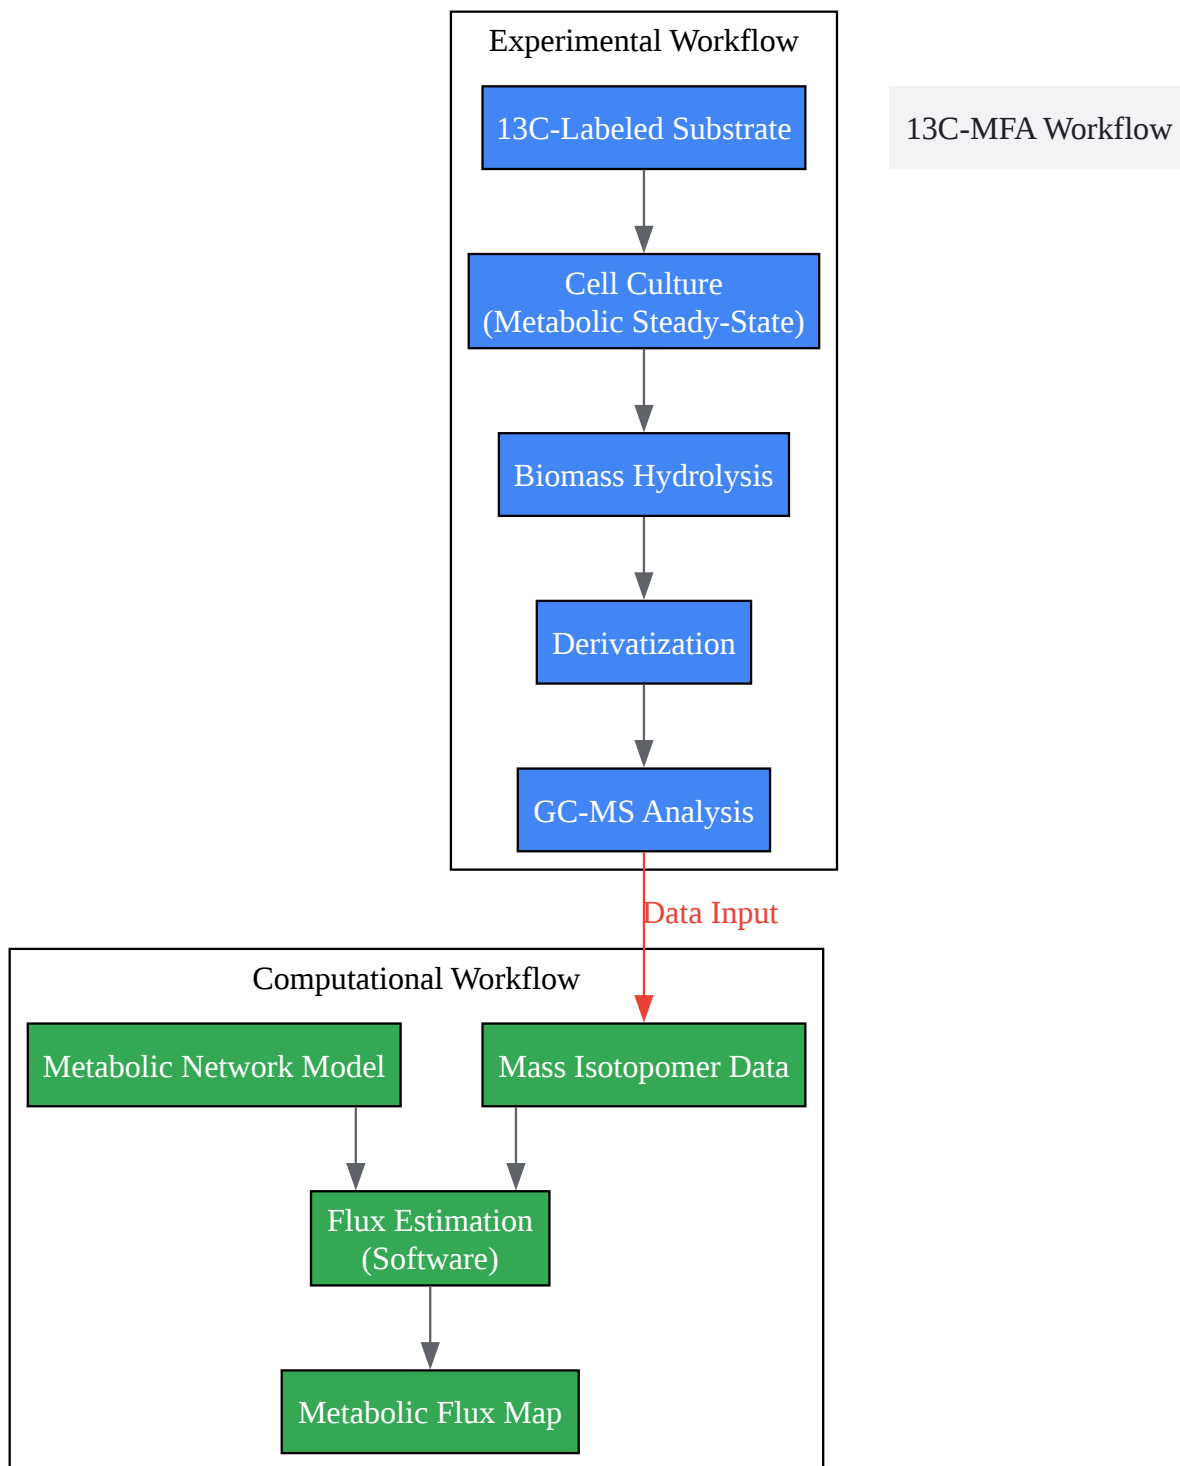 Experimental Workflow
13C-Labeled Substrate
13C-MFA Workflow
Cell Culture
(Metabolic Steady-State)
Biomass Hydrolysis
Derivatization
GC-MS Analysis
Data Input
Computational Workflow
Metabolic Network Model
Mass Isotopomer Data
Flux Estimation
(Software)
Metabolic Flux Map